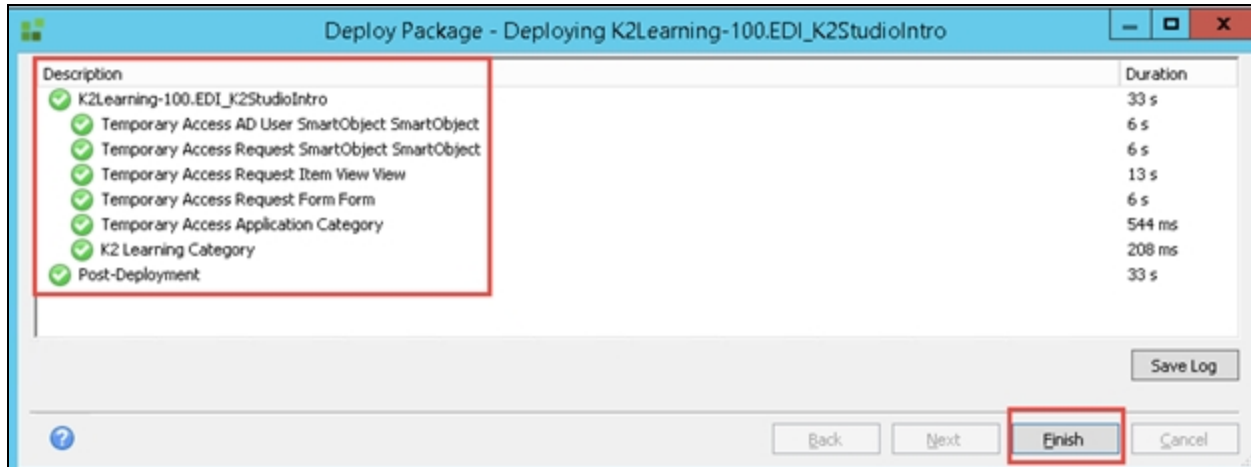 Deploy Package - Deploying K2Learning-100.EDI_K2StudioIntro
Description Duration
K2Learning-100.EDI_K2StudioIntro 33 s
Temporary Access AD User SmartObject SmartObject 6 s
Temporary Access Request SmartObject SmartObject 6 s
Temporary Access Request Item View View 13 s
Temporary Access Request Form Form 6 s
Temporary Access Application Category 544 ms
K2 Learning Category 208 ms
Post-Deployment 33 s
Save Log
Back Next Finish Cancel